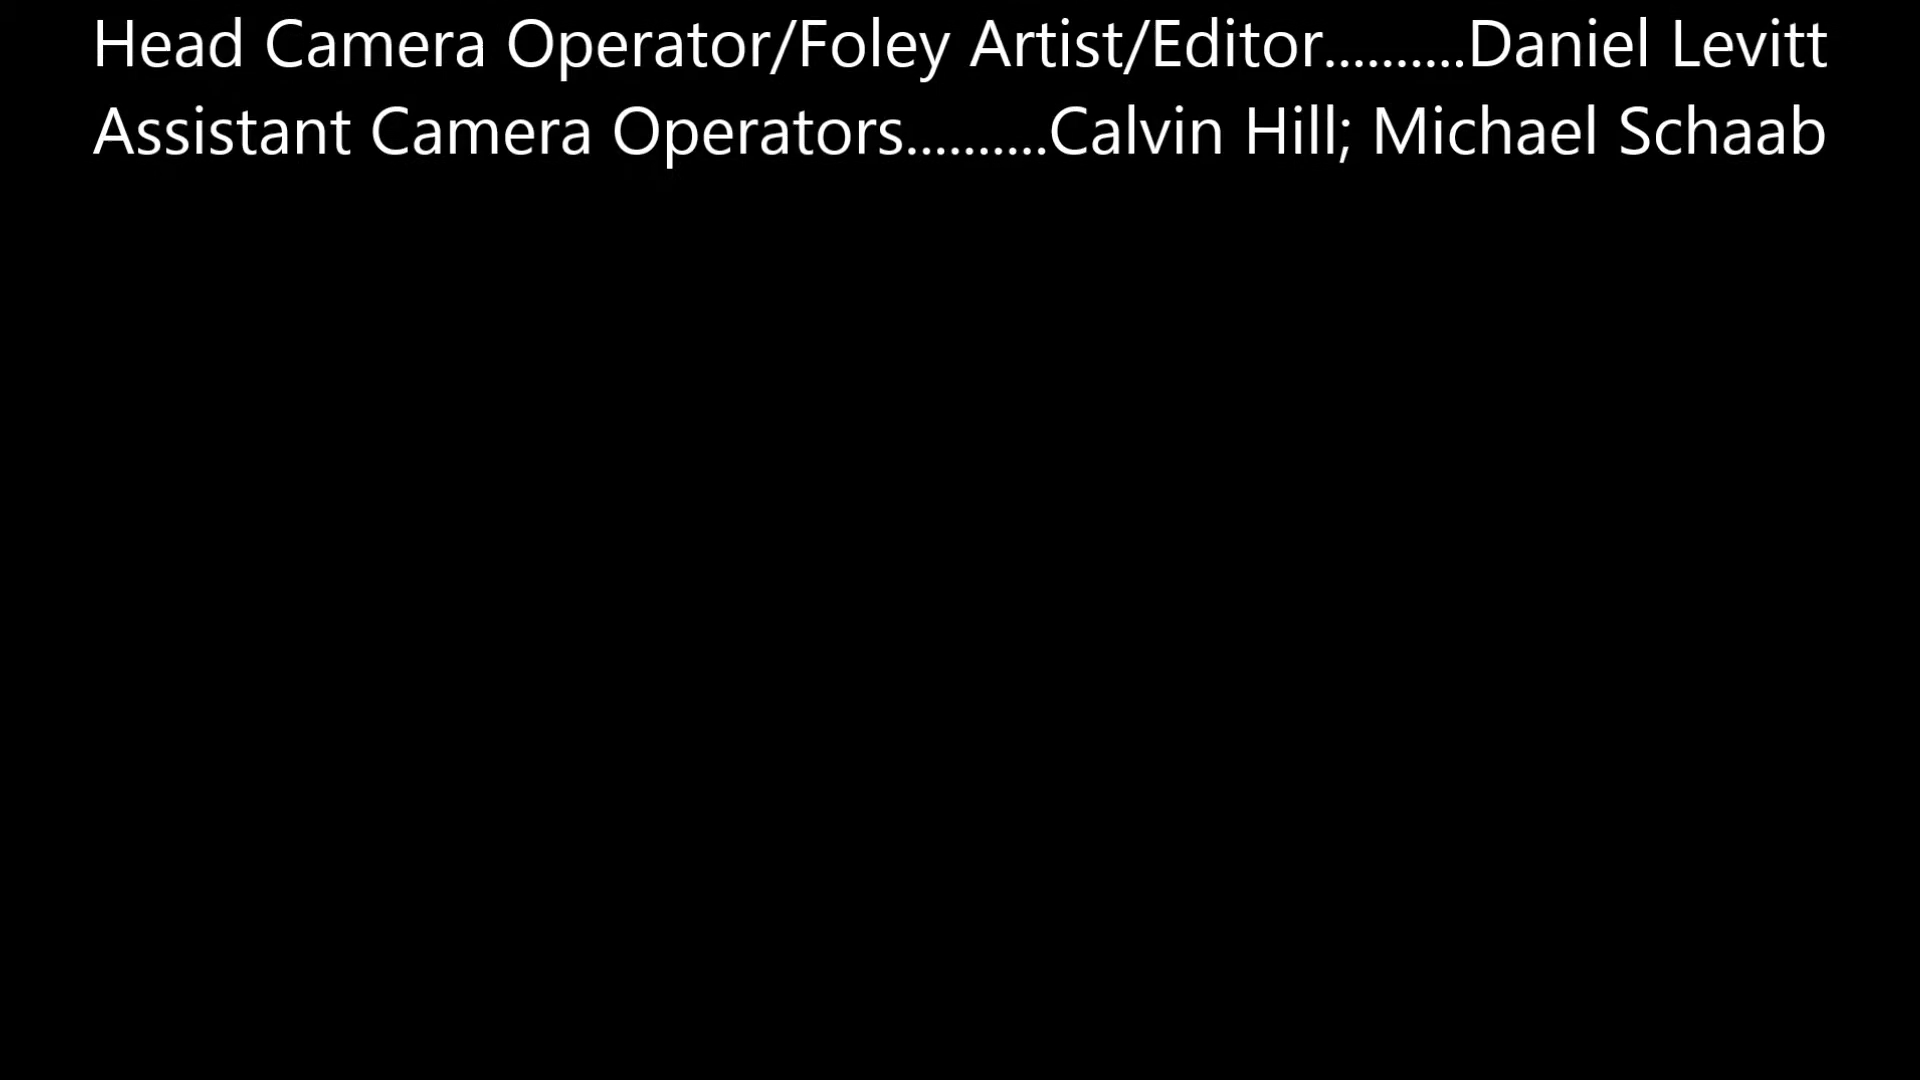 Head Camera Operator/Foley Artist/Editor..........Daniel Levitt
Assistant Camera Operators..........Calvin Hill; Michael Schaab